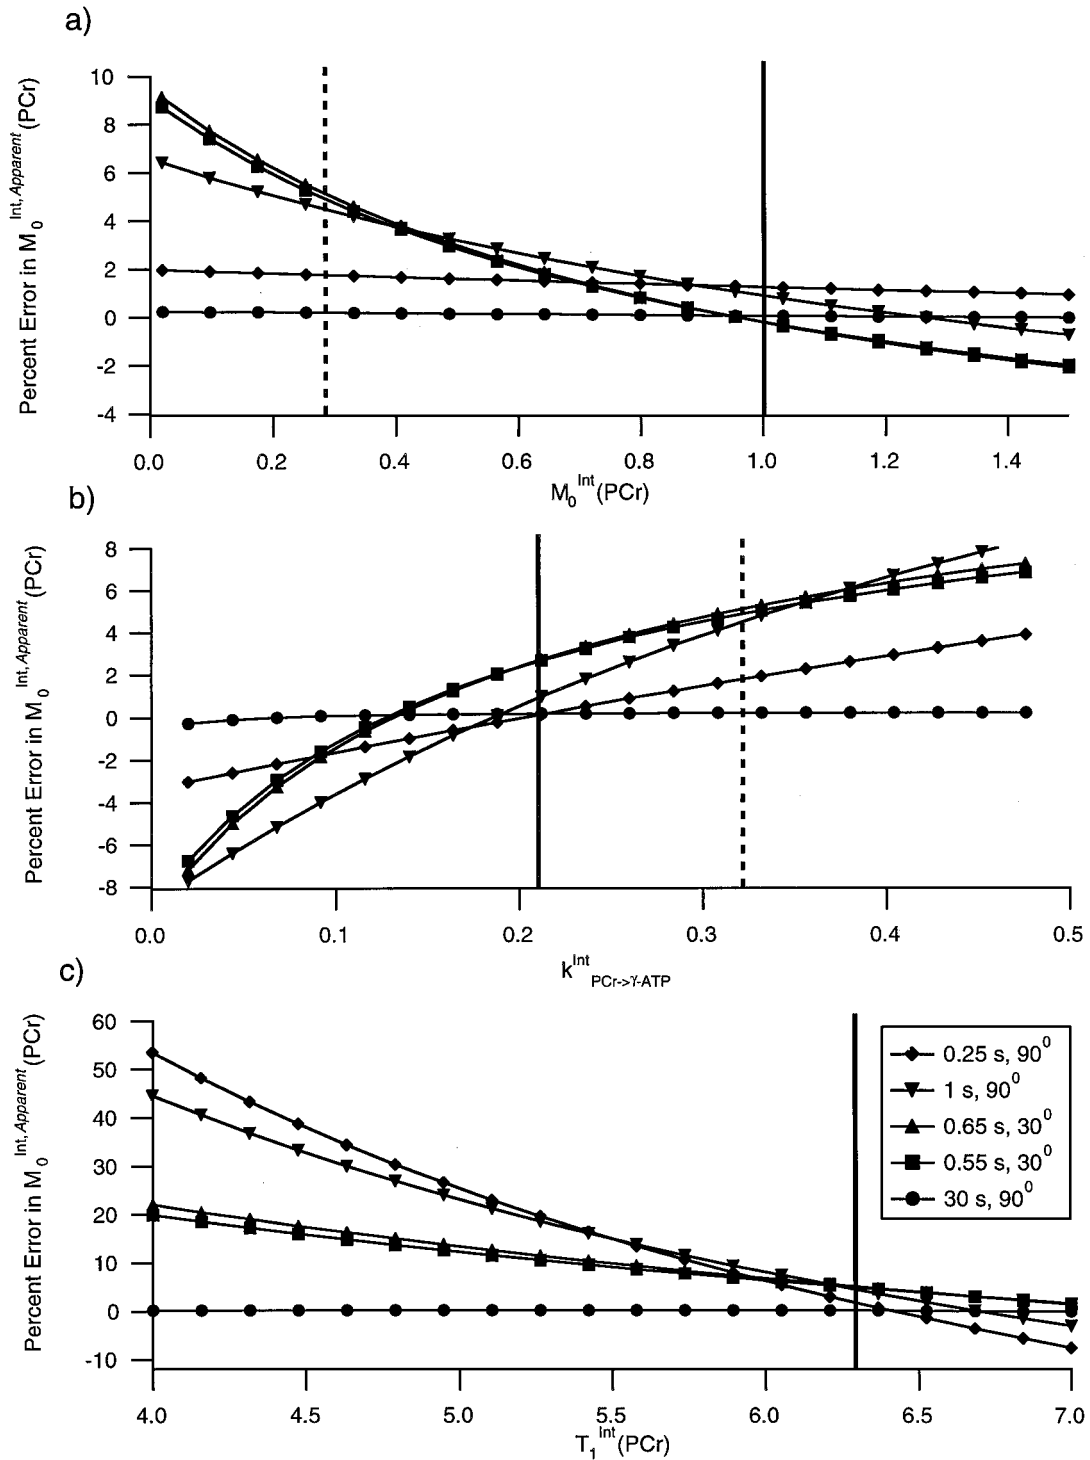 a)
Percent Error in M₀^Int,Apparent (PCr)
10
8
6
4
2
0
-2
-4
0.0 0.2 0.4 0.6 0.8 1.0 1.2 1.4
M₀^Int (PCr)
b)
Percent Error in M₀^Int,Apparent (PCr)
8
6
4
2
0
-2
-4
-6
-8
0.0 0.1 0.2 0.3 0.4 0.5
k^Int PCr->γ-ATP
c)
Percent Error in M₀^Int,Apparent (PCr)
60
50
40
30
20
10
0
-10
4.0 4.5 5.0 5.5 6.0 6.5 7.0
T₁^Int (PCr)
0.25 s, 90⁰
1 s, 90⁰
0.65 s, 30⁰
0.55 s, 30⁰
30 s, 90⁰